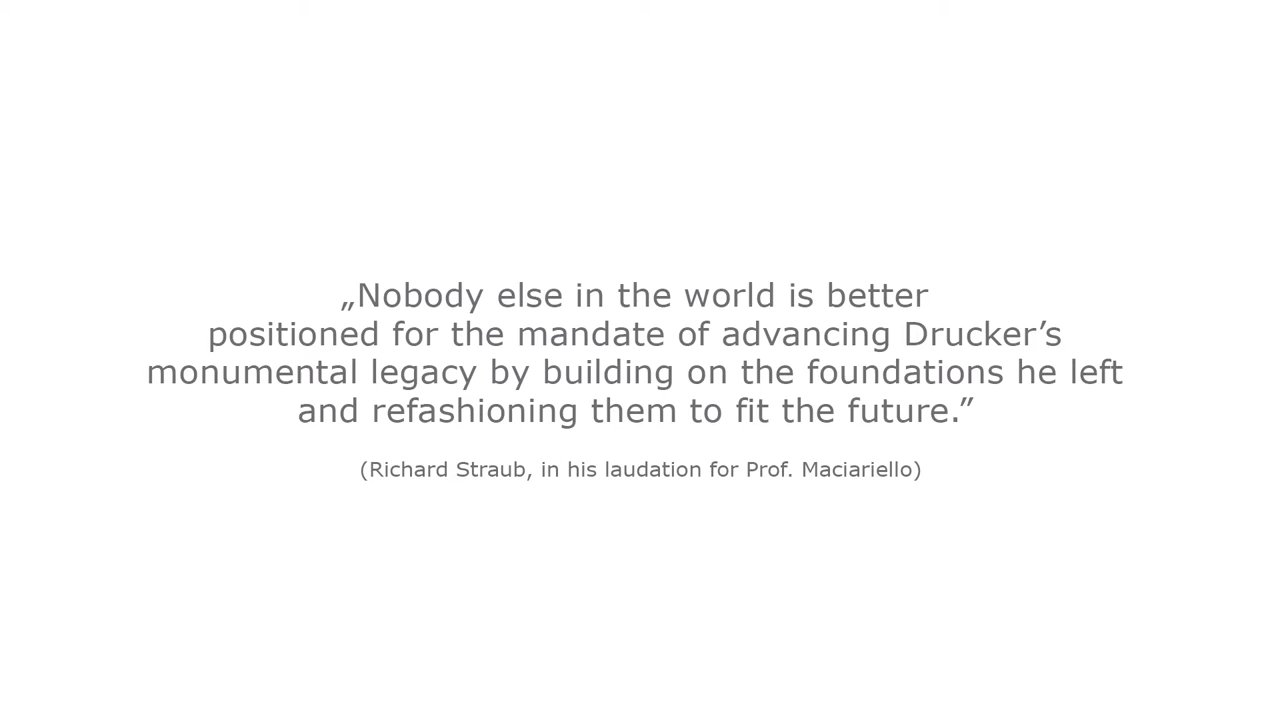 „Nobody else in the world is better
positioned for the mandate of advancing Drucker’s
monumental legacy by building on the foundations he left
and refashioning them to fit the future.”
(Richard Straub, in his laudation for Prof. Maciariello)